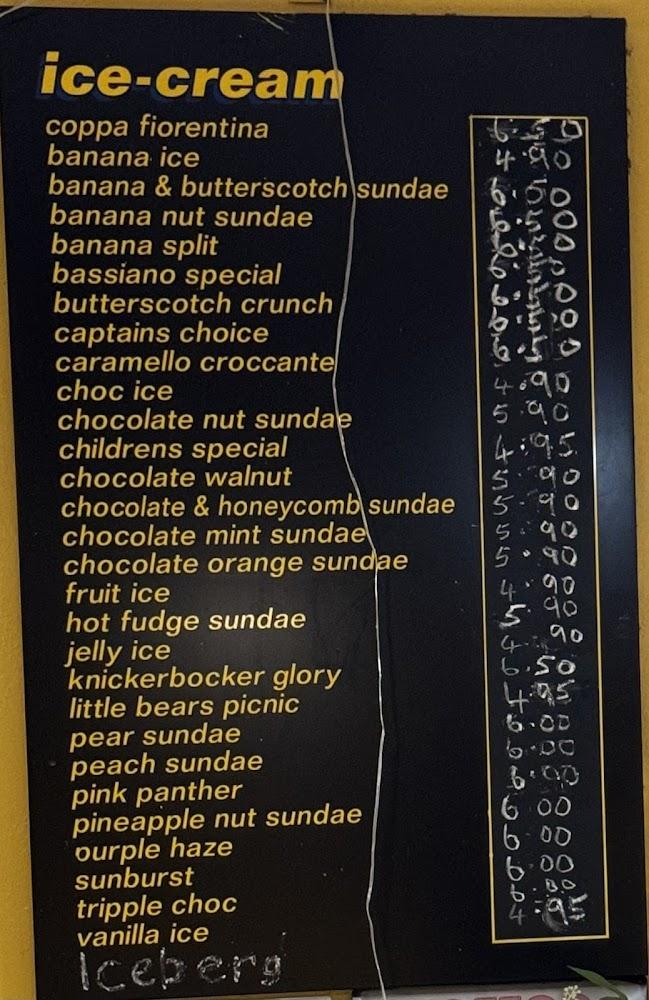 ice-cream
coppa fiorentina 6.50
banana ice 4.90
banana & butterscotch sundae
banana nut sundae
banana split
bassiano special
butterscotch crunch
captains choice
caramello croccante
choc ice 4.90
chocolate nut sundae 5.90
childrens special 4.95
chocolate walnut 5.90
chocolate & honeycomb sundae 5.90
chocolate mint sundae 5.90
chocolate orange sundae 5.90
fruit ice 4.90
hot fudge sundae 5.90
jelly ice 4.90
knickerbocker glory 6.50
little bears picnic 4.95
pear sundae 6.00
peach sundae 6.00
pink panther 6.00
pineapple nut sundae 6.00
ourple haze 6.00
sunburst 6.00
tripple choc 6.00
vanilla ice 4.95
Iceberg